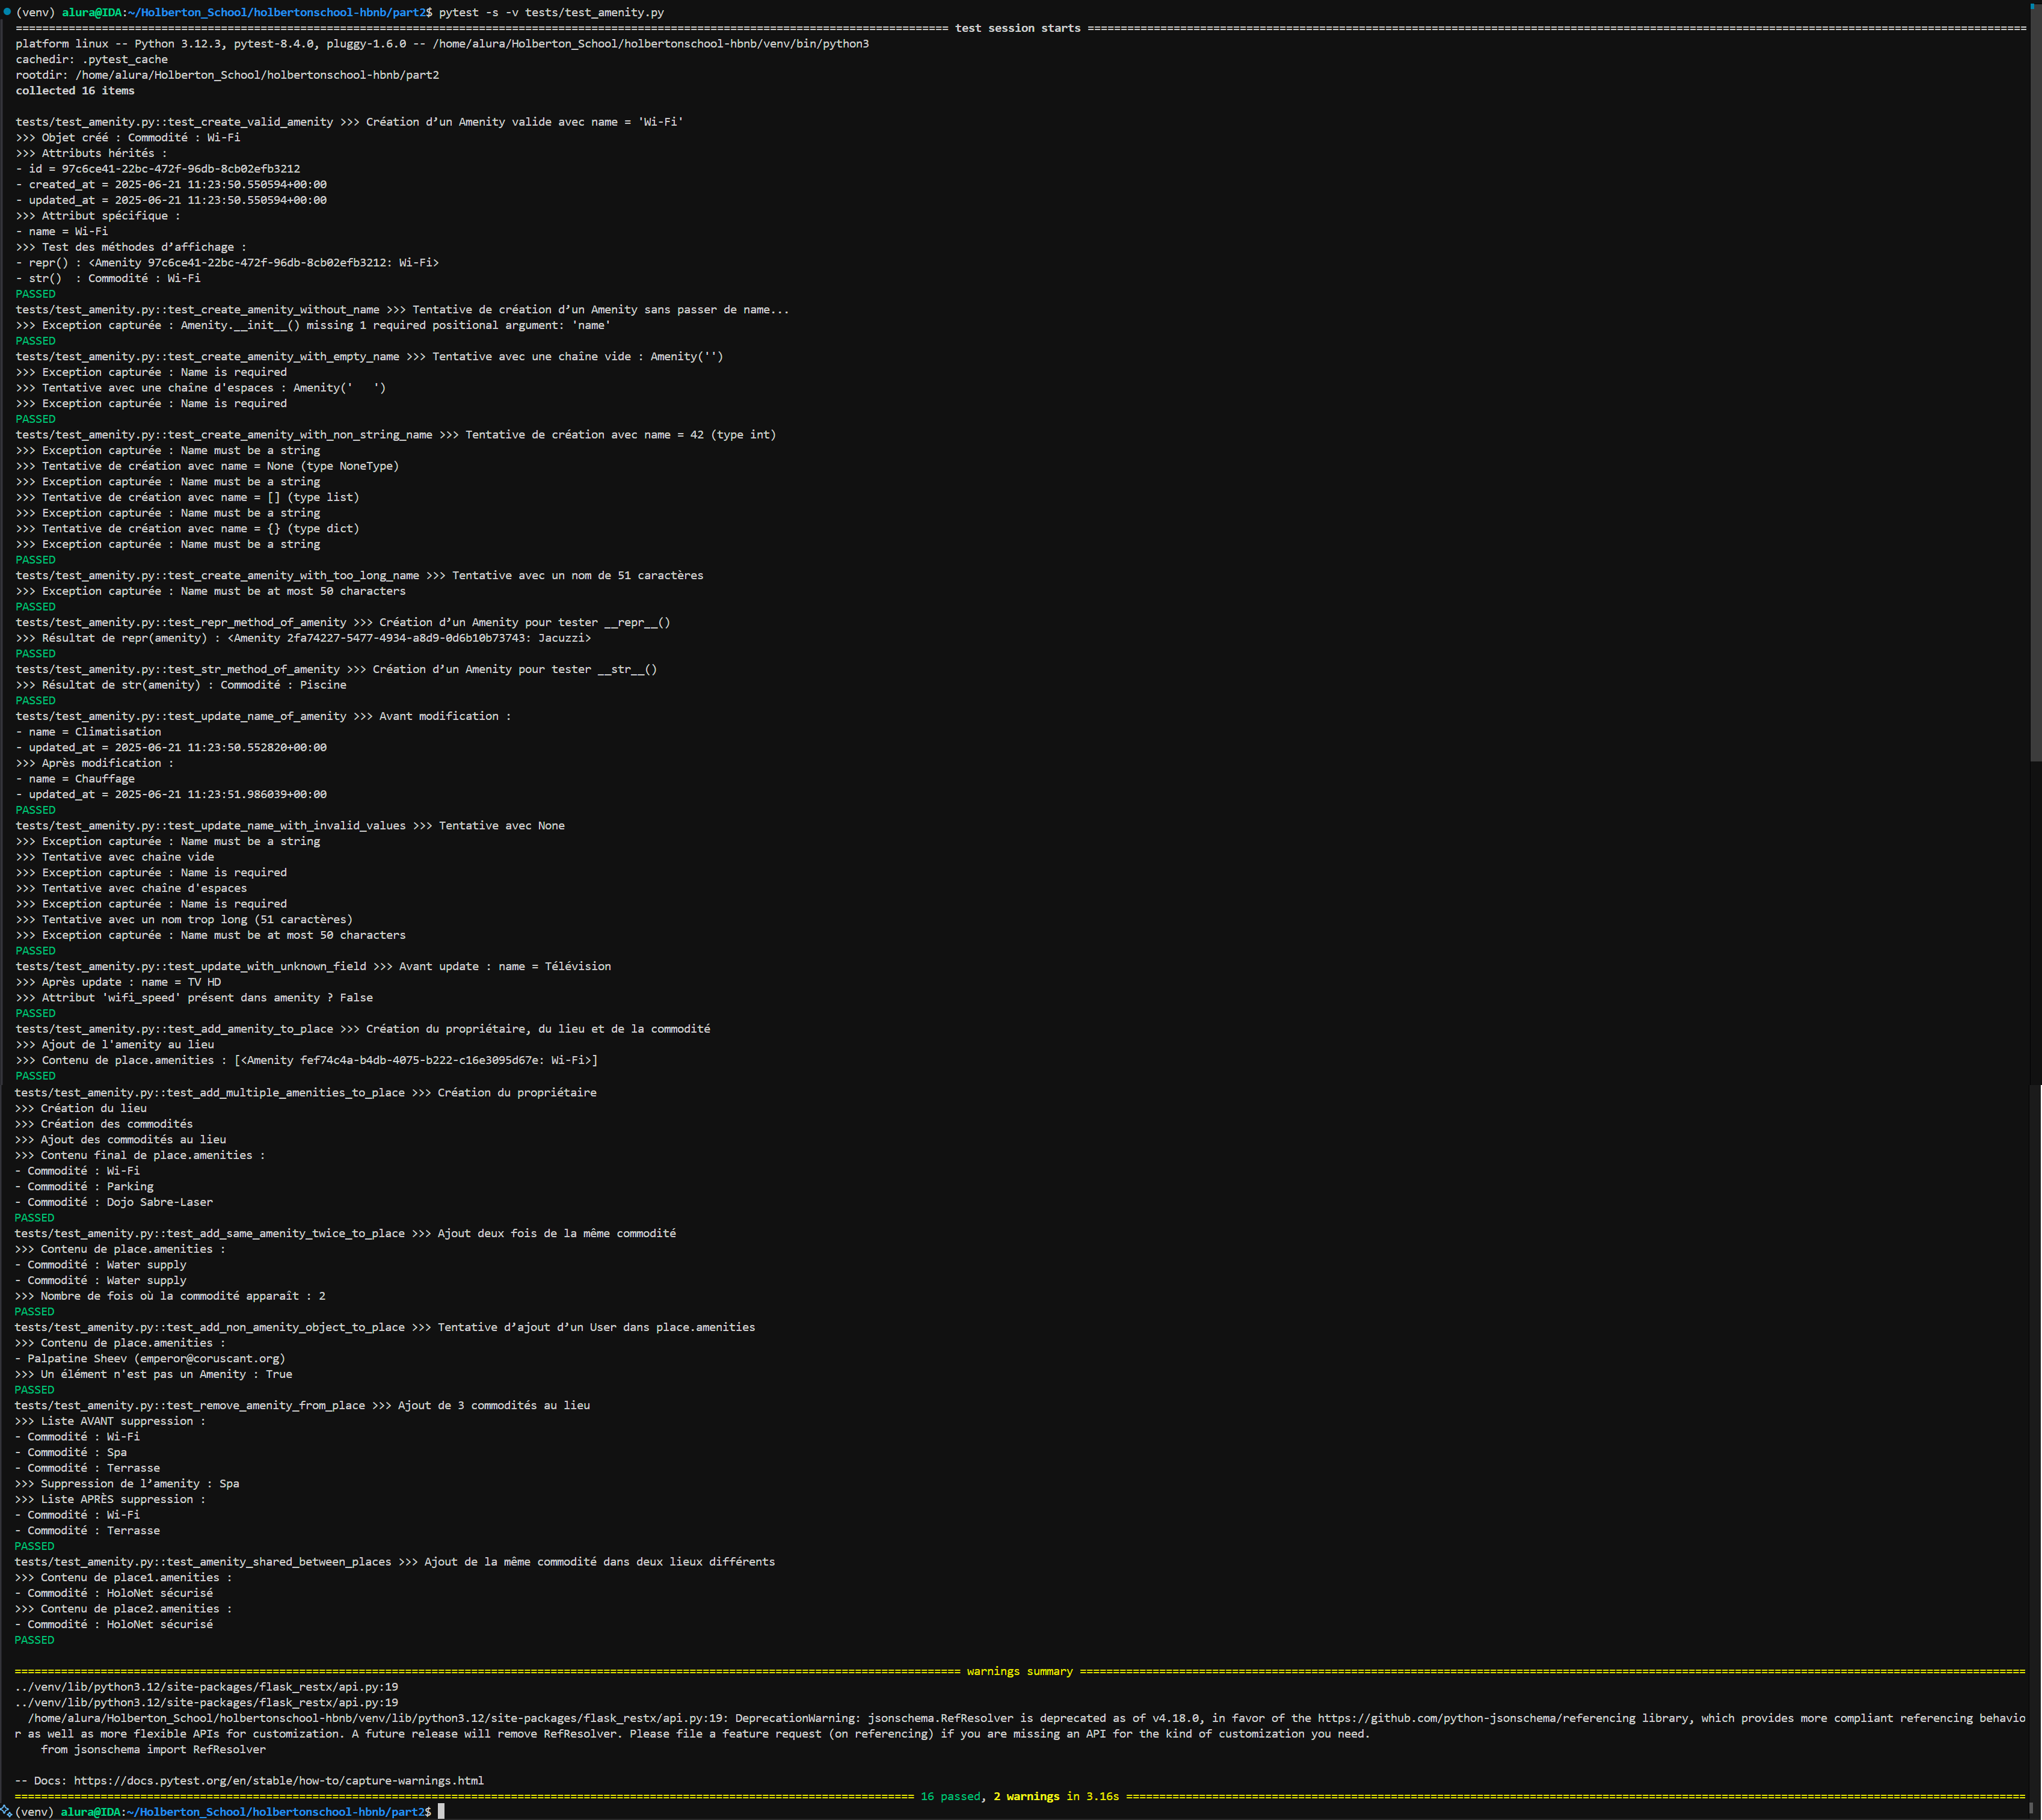 (venv) alura@IDA:~/Holberton_School/holbertonschool-hbnb/part2$ pytest -s -v tests/test_amenity.py
test session starts
platform linux -- Python 3.12.3, pytest-8.4.0, pluggy-1.6.0 -- /home/alura/Holberton_School/holbertonschool-hbnb/venv/bin/python3
cachedir: .pytest_cache
rootdir: /home/alura/Holberton_School/holbertonschool-hbnb/part2
collected 16 items
tests/test_amenity.py::test_create_valid_amenity >>> Création d’un Amenity valide avec name = 'Wi-Fi'
>>> Objet créé : Commodité : Wi-Fi
>>> Attributs hérités :
- id = 97c6ce41-22bc-472f-96db-8cb02efb3212
- created_at = 2025-06-21 11:23:50.550594+00:00
- updated_at = 2025-06-21 11:23:50.550594+00:00
>>> Attribut spécifique :
- name = Wi-Fi
>>> Test des méthodes d’affichage :
- repr() : <Amenity 97c6ce41-22bc-472f-96db-8cb02efb3212: Wi-Fi>
- str()  : Commodité : Wi-Fi
PASSED
tests/test_amenity.py::test_create_amenity_without_name >>> Tentative de création d’un Amenity sans passer de name...
>>> Exception capturée : Amenity.__init__() missing 1 required positional argument: 'name'
PASSED
tests/test_amenity.py::test_create_amenity_with_empty_name >>> Tentative avec une chaîne vide : Amenity('')
>>> Exception capturée : Name is required
>>> Tentative avec une chaîne d'espaces : Amenity('   ')
>>> Exception capturée : Name is required
PASSED
tests/test_amenity.py::test_create_amenity_with_non_string_name >>> Tentative de création avec name = 42 (type int)
>>> Exception capturée : Name must be a string
>>> Tentative de création avec name = None (type NoneType)
>>> Exception capturée : Name must be a string
>>> Tentative de création avec name = [] (type list)
>>> Exception capturée : Name must be a string
>>> Tentative de création avec name = {} (type dict)
>>> Exception capturée : Name must be a string
PASSED
tests/test_amenity.py::test_create_amenity_with_too_long_name >>> Tentative avec un nom de 51 caractères
>>> Exception capturée : Name must be at most 50 characters
PASSED
tests/test_amenity.py::test_repr_method_of_amenity >>> Création d’un Amenity pour tester __repr__()
>>> Résultat de repr(amenity) : <Amenity 2fa74227-5477-4934-a8d9-0d6b10b73743: Jacuzzi>
PASSED
tests/test_amenity.py::test_str_method_of_amenity >>> Création d’un Amenity pour tester __str__()
>>> Résultat de str(amenity) : Commodité : Piscine
PASSED
tests/test_amenity.py::test_update_name_of_amenity >>> Avant modification :
- name = Climatisation
- updated_at = 2025-06-21 11:23:50.552820+00:00
>>> Après modification :
- name = Chauffage
- updated_at = 2025-06-21 11:23:51.986039+00:00
PASSED
tests/test_amenity.py::test_update_name_with_invalid_values >>> Tentative avec None
>>> Exception capturée : Name must be a string
>>> Tentative avec chaîne vide
>>> Exception capturée : Name is required
>>> Tentative avec chaîne d'espaces
>>> Exception capturée : Name is required
>>> Tentative avec un nom trop long (51 caractères)
>>> Exception capturée : Name must be at most 50 characters
PASSED
tests/test_amenity.py::test_update_with_unknown_field >>> Avant update : name = Télévision
>>> Après update : name = TV HD
>>> Attribut 'wifi_speed' présent dans amenity ? False
PASSED
tests/test_amenity.py::test_add_amenity_to_place >>> Création du propriétaire, du lieu et de la commodité
>>> Ajout de l'amenity au lieu
>>> Contenu de place.amenities : [<Amenity fef74c4a-b4db-4075-b222-c16e3095d67e: Wi-Fi>]
PASSED
tests/test_amenity.py::test_add_multiple_amenities_to_place >>> Création du propriétaire
>>> Création du lieu
>>> Création des commodités
>>> Ajout des commodités au lieu
>>> Contenu final de place.amenities :
- Commodité : Wi-Fi
- Commodité : Parking
- Commodité : Dojo Sabre-Laser
PASSED
tests/test_amenity.py::test_add_same_amenity_twice_to_place >>> Ajout deux fois de la même commodité
>>> Contenu de place.amenities :
- Commodité : Water supply
- Commodité : Water supply
>>> Nombre de fois où la commodité apparaît : 2
PASSED
tests/test_amenity.py::test_add_non_amenity_object_to_place >>> Tentative d’ajout d’un User dans place.amenities
>>> Contenu de place.amenities :
- Palpatine Sheev (emperor@coruscant.org)
>>> Un élément n'est pas un Amenity : True
PASSED
tests/test_amenity.py::test_remove_amenity_from_place >>> Ajout de 3 commodités au lieu
>>> Liste AVANT suppression :
- Commodité : Wi-Fi
- Commodité : Spa
- Commodité : Terrasse
>>> Suppression de l’amenity : Spa
>>> Liste APRÈS suppression :
- Commodité : Wi-Fi
- Commodité : Terrasse
PASSED
tests/test_amenity.py::test_amenity_shared_between_places >>> Ajout de la même commodité dans deux lieux différents
>>> Contenu de place1.amenities :
- Commodité : HoloNet sécurisé
>>> Contenu de place2.amenities :
- Commodité : HoloNet sécurisé
PASSED
warnings summary
../venv/lib/python3.12/site-packages/flask_restx/api.py:19
../venv/lib/python3.12/site-packages/flask_restx/api.py:19
/home/alura/Holberton_School/holbertonschool-hbnb/venv/lib/python3.12/site-packages/flask_restx/api.py:19: DeprecationWarning: jsonschema.RefResolver is deprecated as of v4.18.0, in favor of the https://github.com/python-jsonschema/referencing library, which provides more compliant referencing behavio
r as well as more flexible APIs for customization. A future release will remove RefResolver. Please file a feature request (on referencing) if you are missing an API for the kind of customization you need.
from jsonschema import RefResolver
-- Docs: https://docs.pytest.org/en/stable/how-to/capture-warnings.html
16 passed, 2 warnings in 3.16s
(venv) alura@IDA:~/Holberton_School/holbertonschool-hbnb/part2$